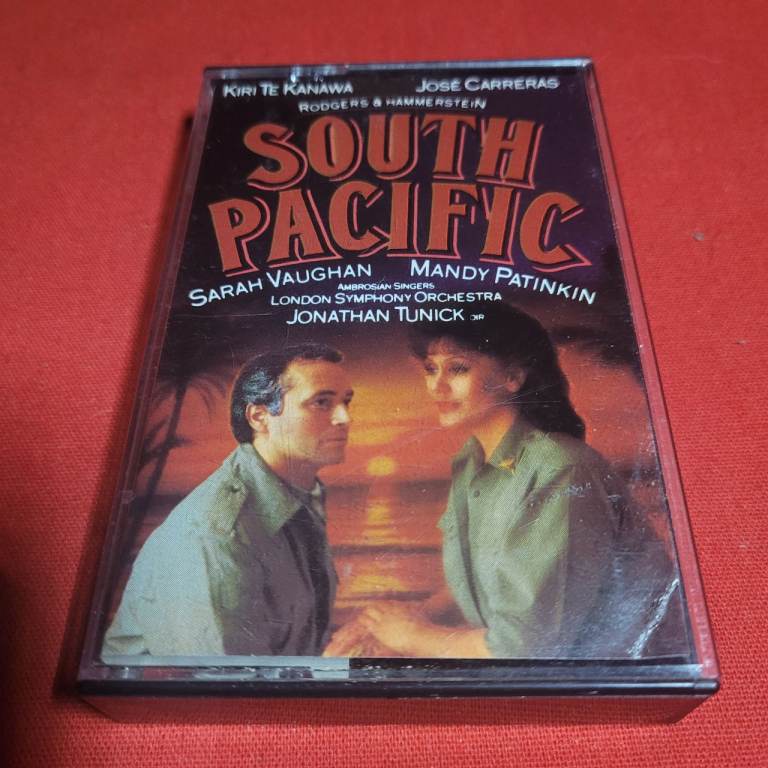 KIRI TE KANAWA JOSÉ CARRERAS
RODGERS & HAMMERSTEIN
SOUTH
PACIFIC
SARAH VAUGHAN MANDY PATINKIN
AMBROSIAN SINGERS
LONDON SYMPHONY ORCHESTRA
JONATHAN TUNICK DIR